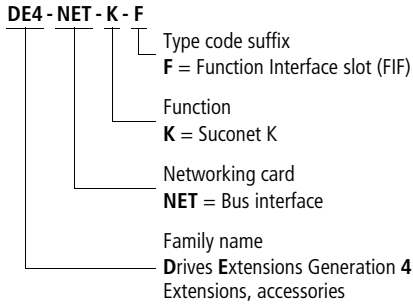 DE4 - NET - K - F
Type code suffix
F = Function Interface slot (FIF)
Function
K = Suconet K
Networking card
NET = Bus interface
Family name
Drives Extensions Generation 4
Extensions, accessories